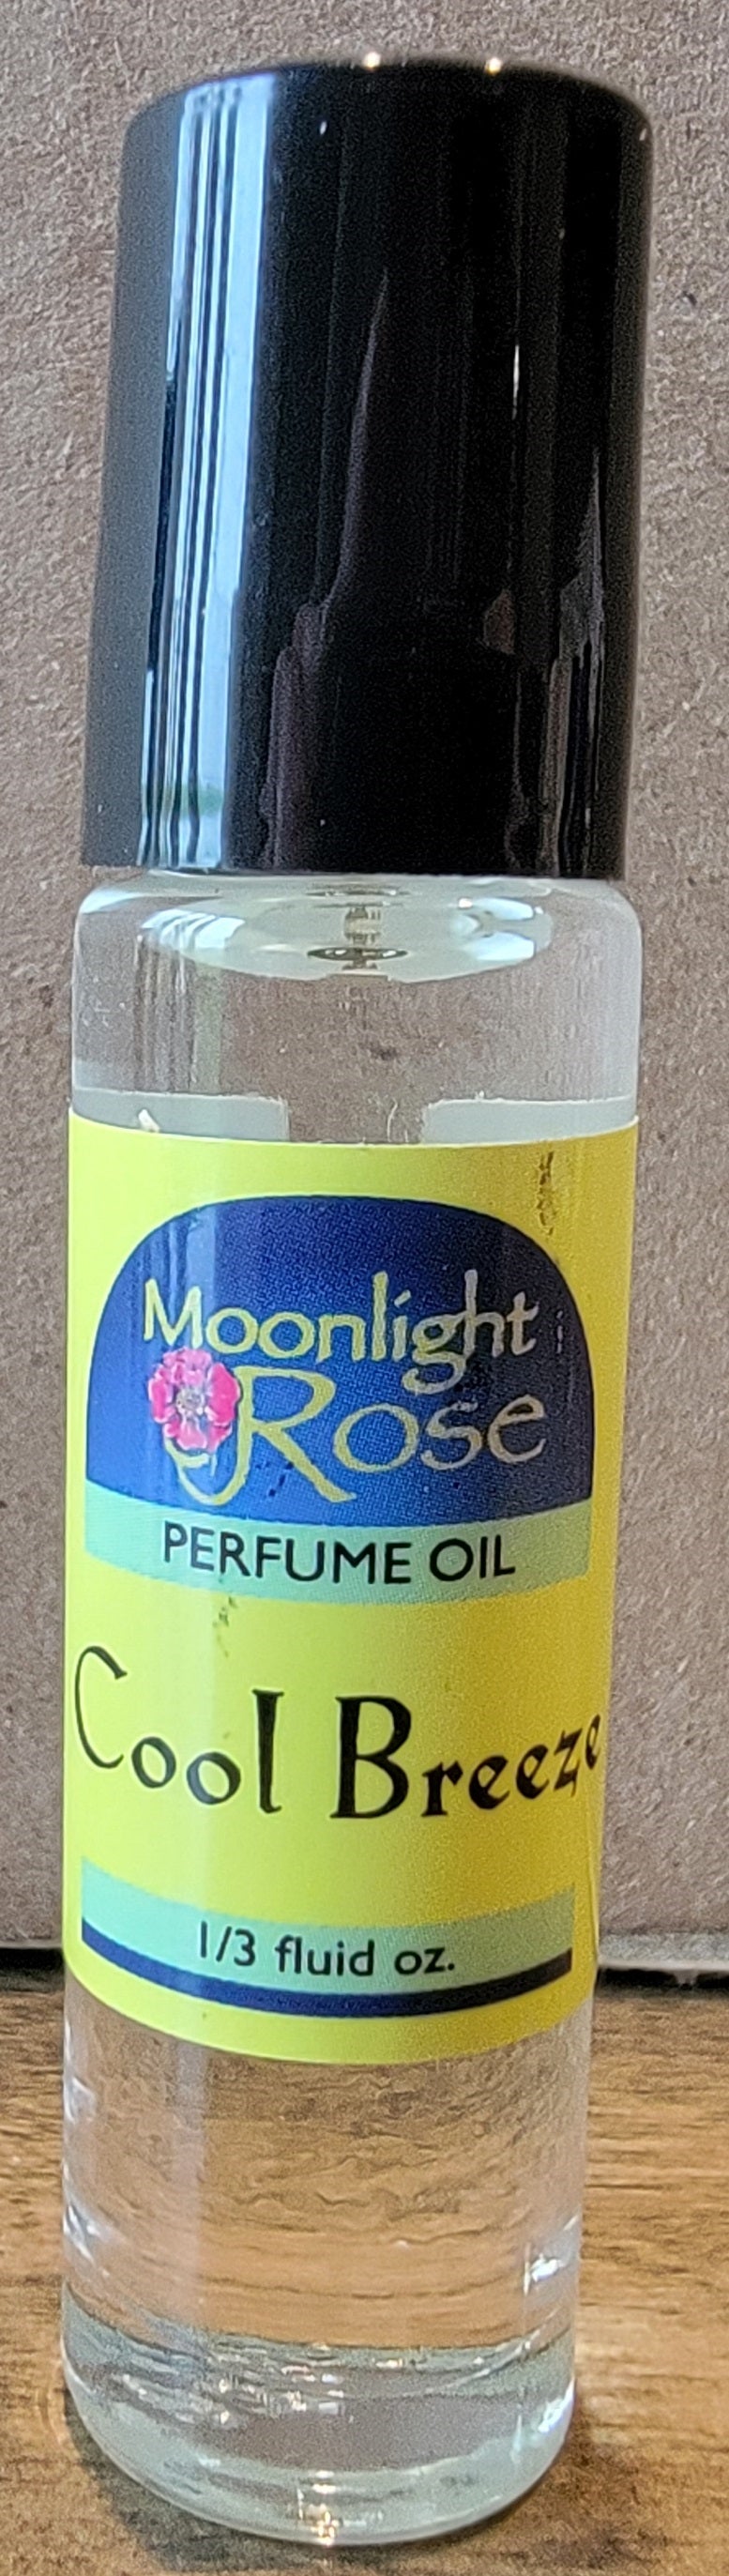 Moonlight
Rose
PERFUME OIL
Cool Breeze
1/3 fluid oz.